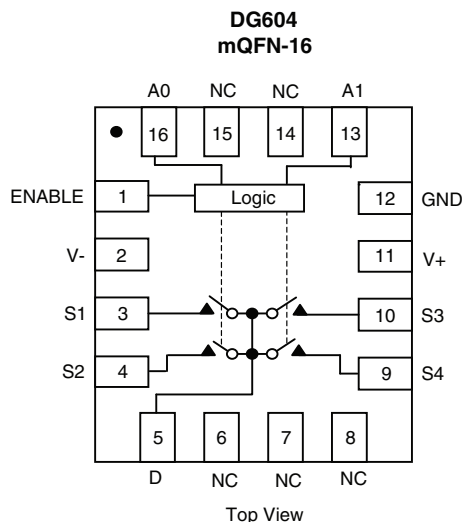 DG604
mQFN-16
A0 NC NC A1
16 15 14 13
ENABLE 1 Logic 12 GND
V- 2 11 V+
S1 3 10 S3
S2 4 9 S4
5 6 7 8
D NC NC NC
Top View